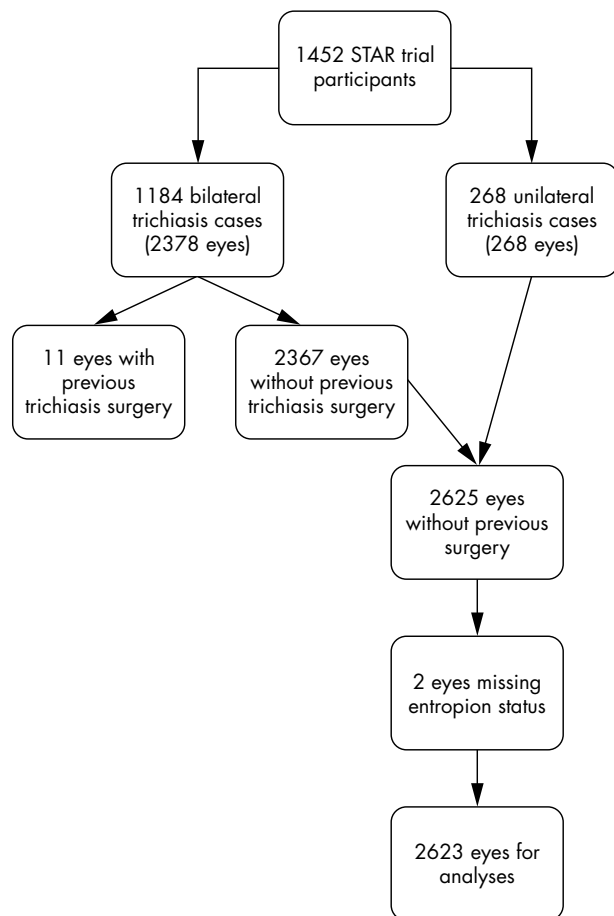 1452 STAR trial
participants
1184 bilateral
trichiasis cases
(2378 eyes)
268 unilateral
trichiasis cases
(268 eyes)
11 eyes with
previous
trichiasis surgery
2367 eyes
without previous
trichiasis surgery
2625 eyes
without previous
surgery
2 eyes missing
entropion status
2623 eyes for
analyses